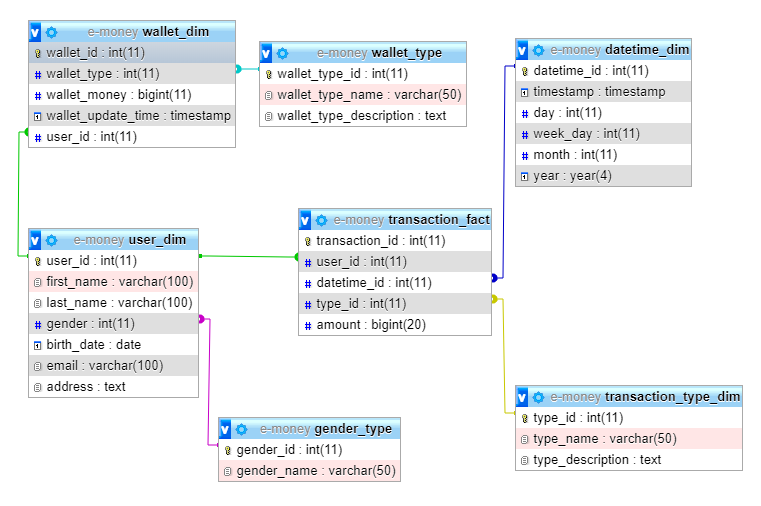 e-money wallet_dim
wallet_id : int(11)
wallet_type : int(11)
wallet_money : bigint(11)
wallet_update_time : timestamp
user_id : int(11)
e-money wallet_type
wallet_type_id : int(11)
wallet_type_name : varchar(50)
wallet_type_description : text
e-money datetime_dim
datetime_id : int(11)
timestamp : timestamp
day : int(11)
week_day : int(11)
month : int(11)
year : year(4)
e-money user_dim
user_id : int(11)
first_name : varchar(100)
last_name : varchar(100)
gender : int(11)
birth_date : date
email : varchar(100)
address : text
e-money transaction_fact
transaction_id : int(11)
user_id : int(11)
datetime_id : int(11)
type_id : int(11)
amount : bigint(20)
e-money gender_type
gender_id : int(11)
gender_name : varchar(50)
e-money transaction_type_dim
type_id : int(11)
type_name : varchar(50)
type_description : text